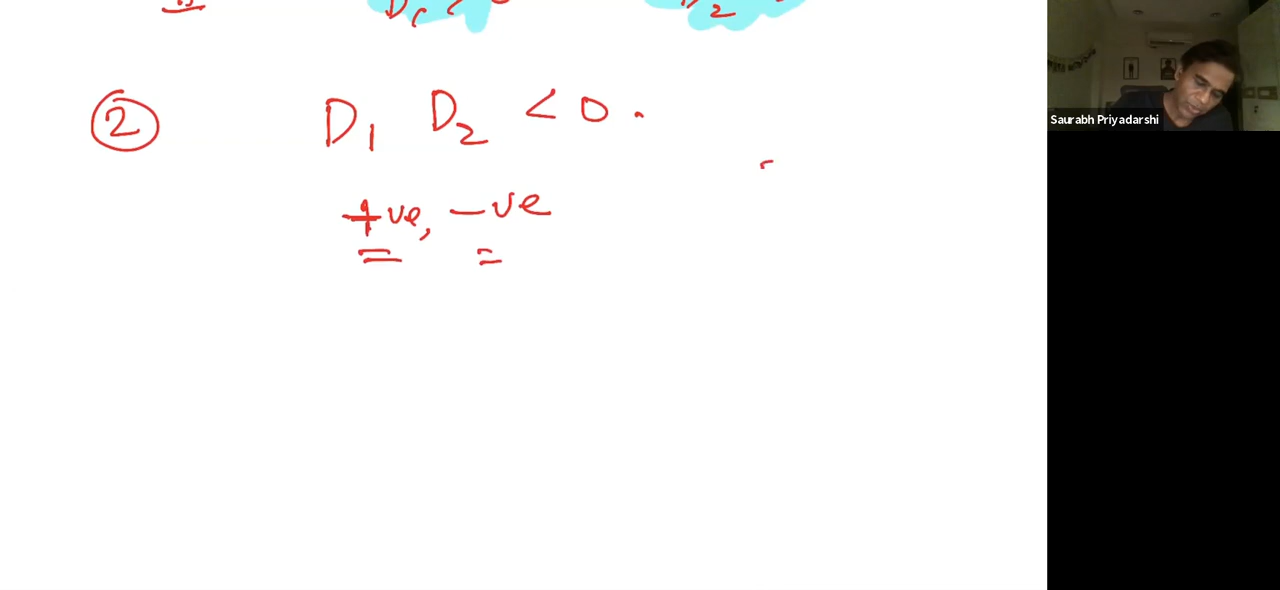 ② D₁ D₂ < 0.
+ve, -ve
Saurabh Priyadarshi